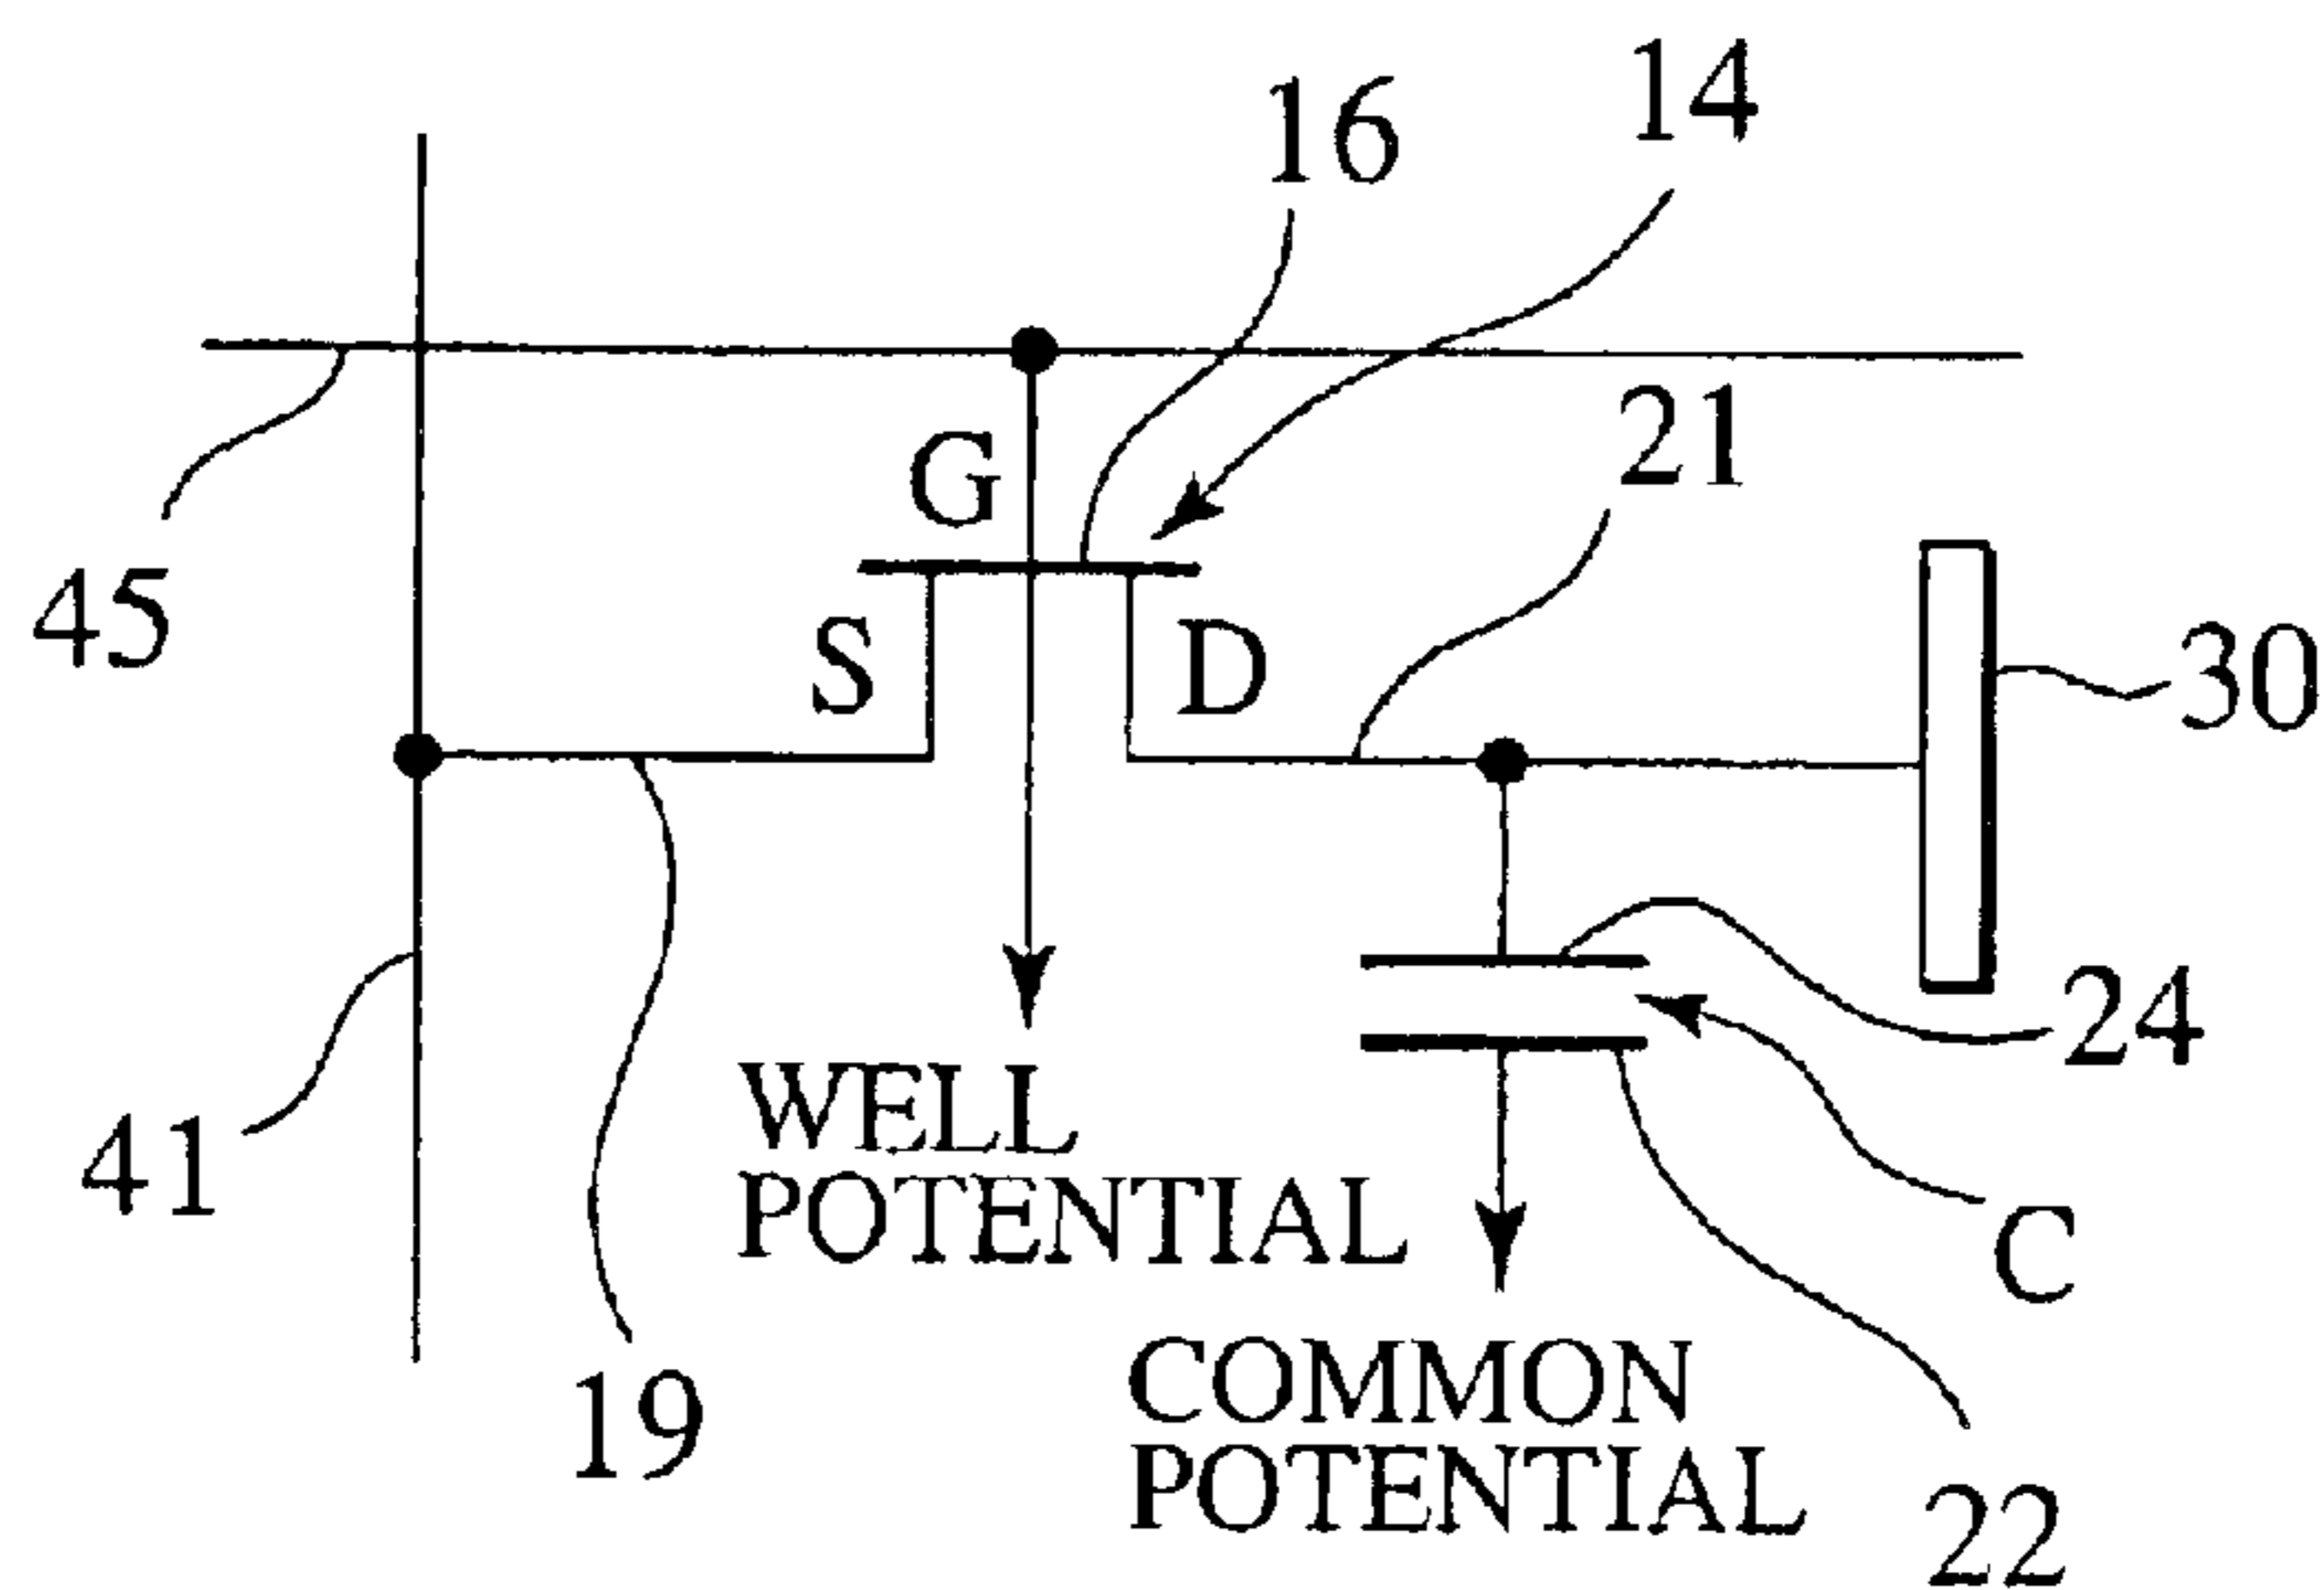 14
16
21
G
45
S
D
30
24
WELL
POTENTIAL
41
C
COMMON
POTENTIAL
19
22